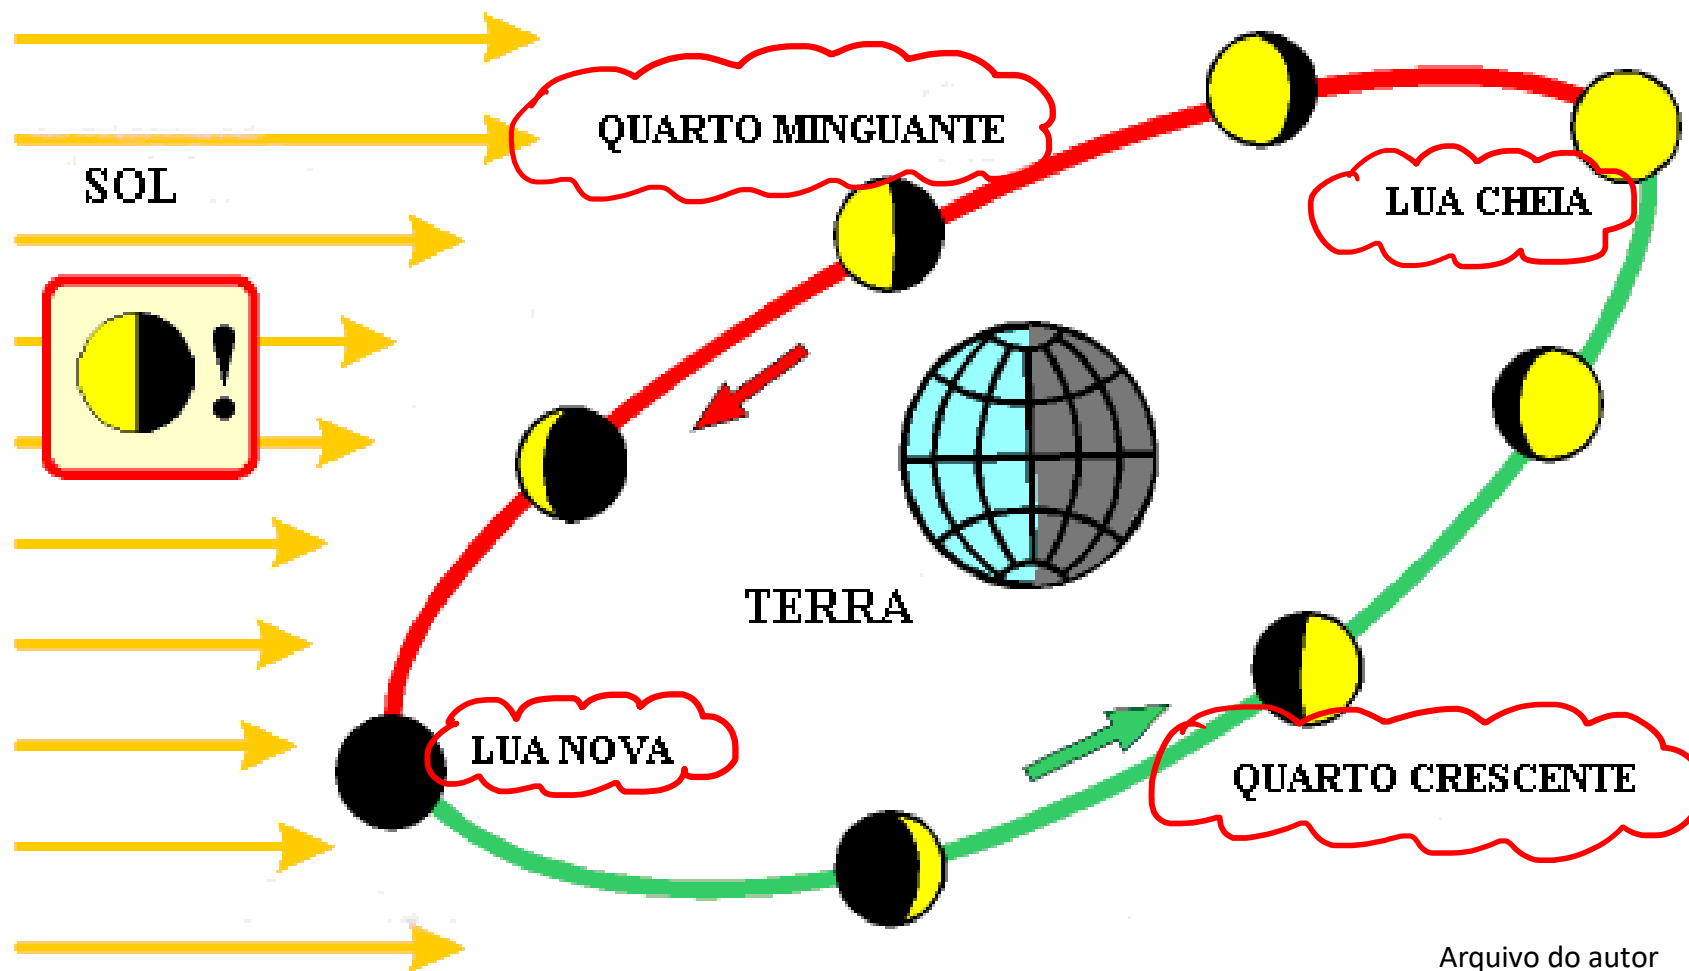 QUARTO MINGUANTE
SOL
LUA CHEIA
!
TERRA
LUA NOVA
QUARTO CRESCENTE
Arquivo do autor